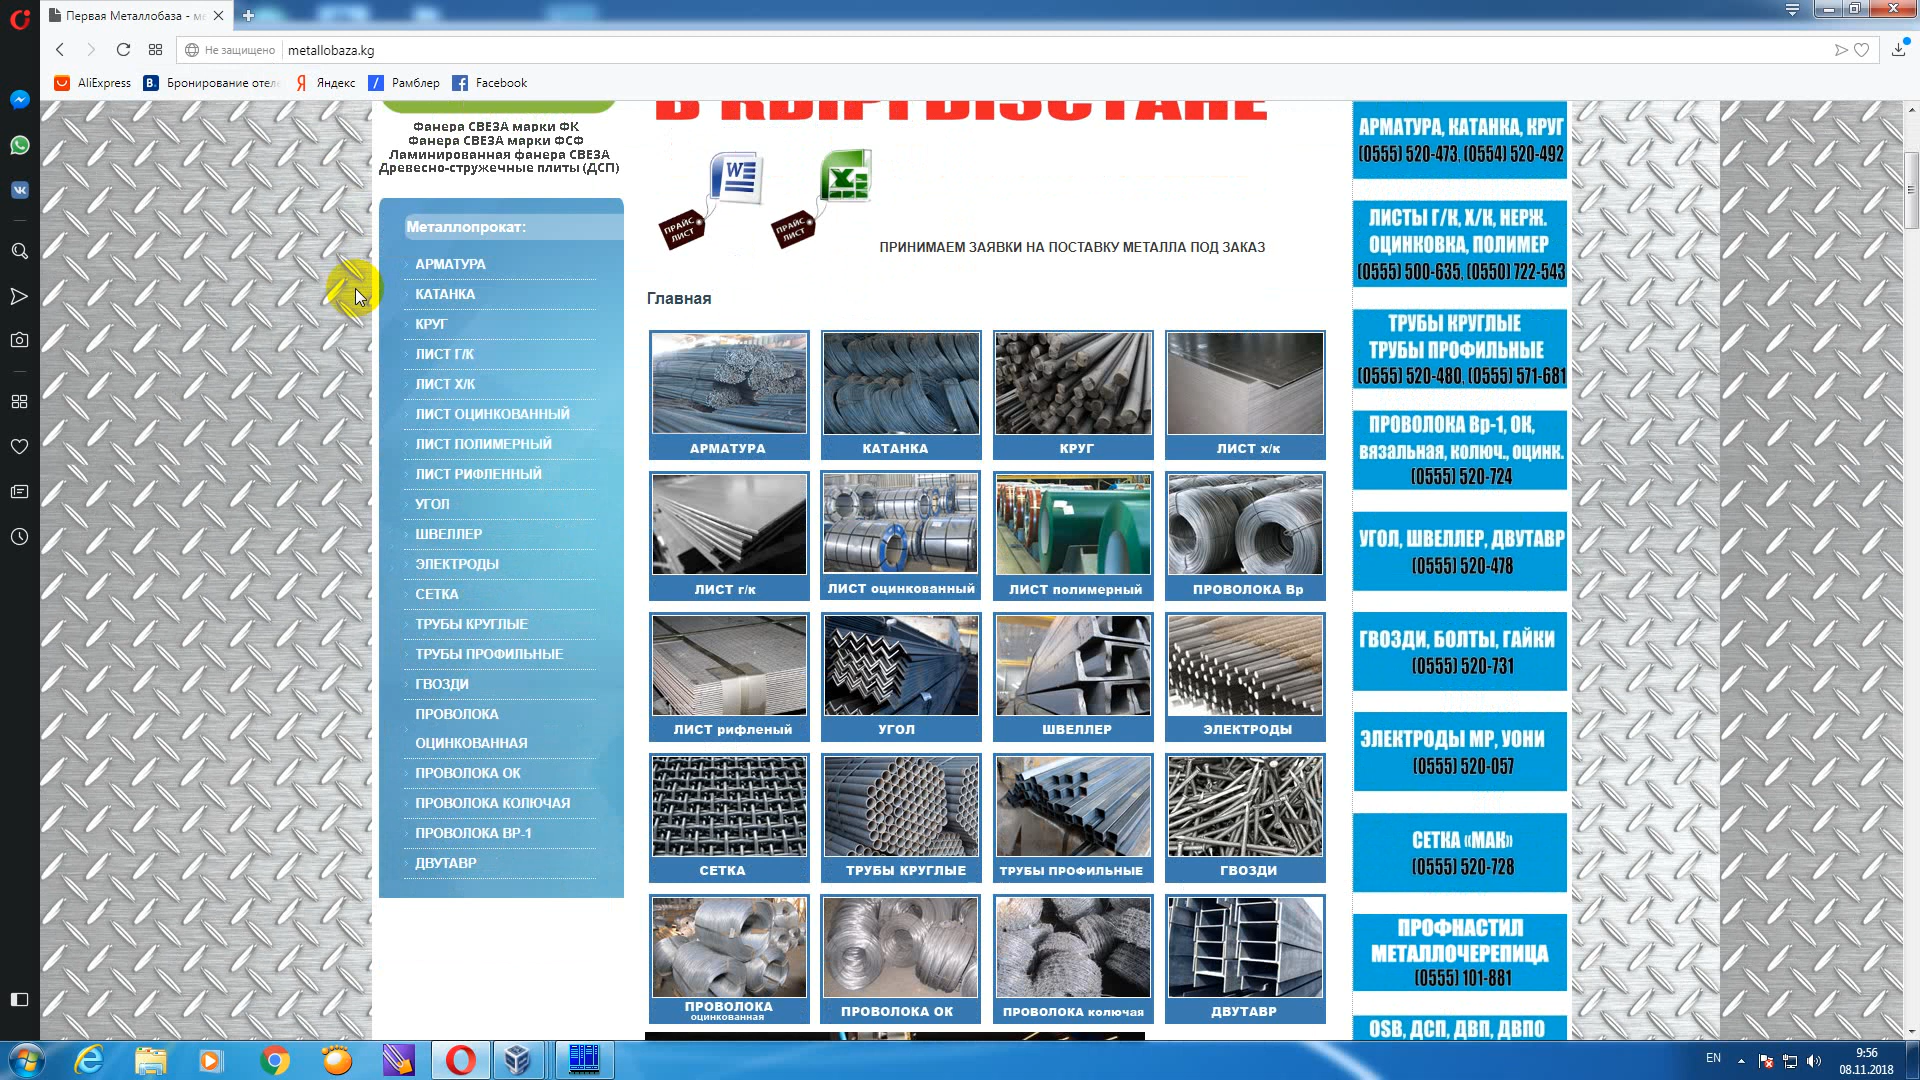 Первая Металлобаза - ме
Не защищено
metallobaza.kg
AliExpress
Бронирование отеле
Яндекс
Рамблер
Facebook
Фанера СВЕЗА марки ФК
Фанера СВЕЗА марки ФСФ
Ламинированная фанера СВЕЗА
Древесно-стружечные плиты (ДСП)
В КЫРГЫЗСТАНЕ
ПРАЙС
ЛИСТ
ПРАЙС
ЛИСТ
ПРИНИМАЕМ ЗАЯВКИ НА ПОСТАВКУ МЕТАЛЛА ПОД ЗАКАЗ
Металлопрокат:
АРМАТУРА
КАТАНКА
КРУГ
ЛИСТ Г/К
ЛИСТ Х/К
ЛИСТ ОЦИНКОВАННЫЙ
ЛИСТ ПОЛИМЕРНЫЙ
ЛИСТ РИФЛЕННЫЙ
УГОЛ
ШВЕЛЛЕР
ЭЛЕКТРОДЫ
СЕТКА
ТРУБЫ КРУГЛЫЕ
ТРУБЫ ПРОФИЛЬНЫЕ
ГВОЗДИ
ПРОВОЛОКА
ОЦИНКОВАННАЯ
ПРОВОЛОКА ОК
ПРОВОЛОКА КОЛЮЧАЯ
ПРОВОЛОКА ВР-1
ДВУТАВР
Главная
АРМАТУРА
КАТАНКА
КРУГ
ЛИСТ х/к
ЛИСТ г/к
ЛИСТ оцинкованный
ЛИСТ полимерный
ПРОВОЛОКА Вр
ЛИСТ рифленый
УГОЛ
ШВЕЛЛЕР
ЭЛЕКТРОДЫ
СЕТКА
ТРУБЫ КРУГЛЫЕ
ТРУБЫ ПРОФИЛЬНЫЕ
ГВОЗДИ
ПРОВОЛОКА
оцинкованная
ПРОВОЛОКА ОК
ПРОВОЛОКА колючая
ДВУТАВР
АРМАТУРА, КАТАНКА, КРУГ
(0555) 520-473, (0554) 520-492
ЛИСТЫ Г/К, Х/К, НЕРЖ.
ОЦИНКОВКА, ПОЛИМЕР
(0555) 500-635, (0550) 722-543
ТРУБЫ КРУГЛЫЕ
ТРУБЫ ПРОФИЛЬНЫЕ
(0555) 520-480, (0555) 571-681
ПРОВОЛОКА Вр-1, ОК,
вязальная, колюч., оцинк.
(0555) 520-724
УГОЛ, ШВЕЛЛЕР, ДВУТАВР
(0555) 520-478
ГВОЗДИ, БОЛТЫ, ГАЙКИ
(0555) 520-731
ЭЛЕКТРОДЫ МР, УОНИ
(0555) 520-057
СЕТКА «МАК»
(0555) 520-728
ПРОФНАСТИЛ
МЕТАЛЛОЧЕРЕПИЦА
(0555) 101-881
OSB, ДСП, ДВП, ДВПО
EN
9:56
08.11.2018